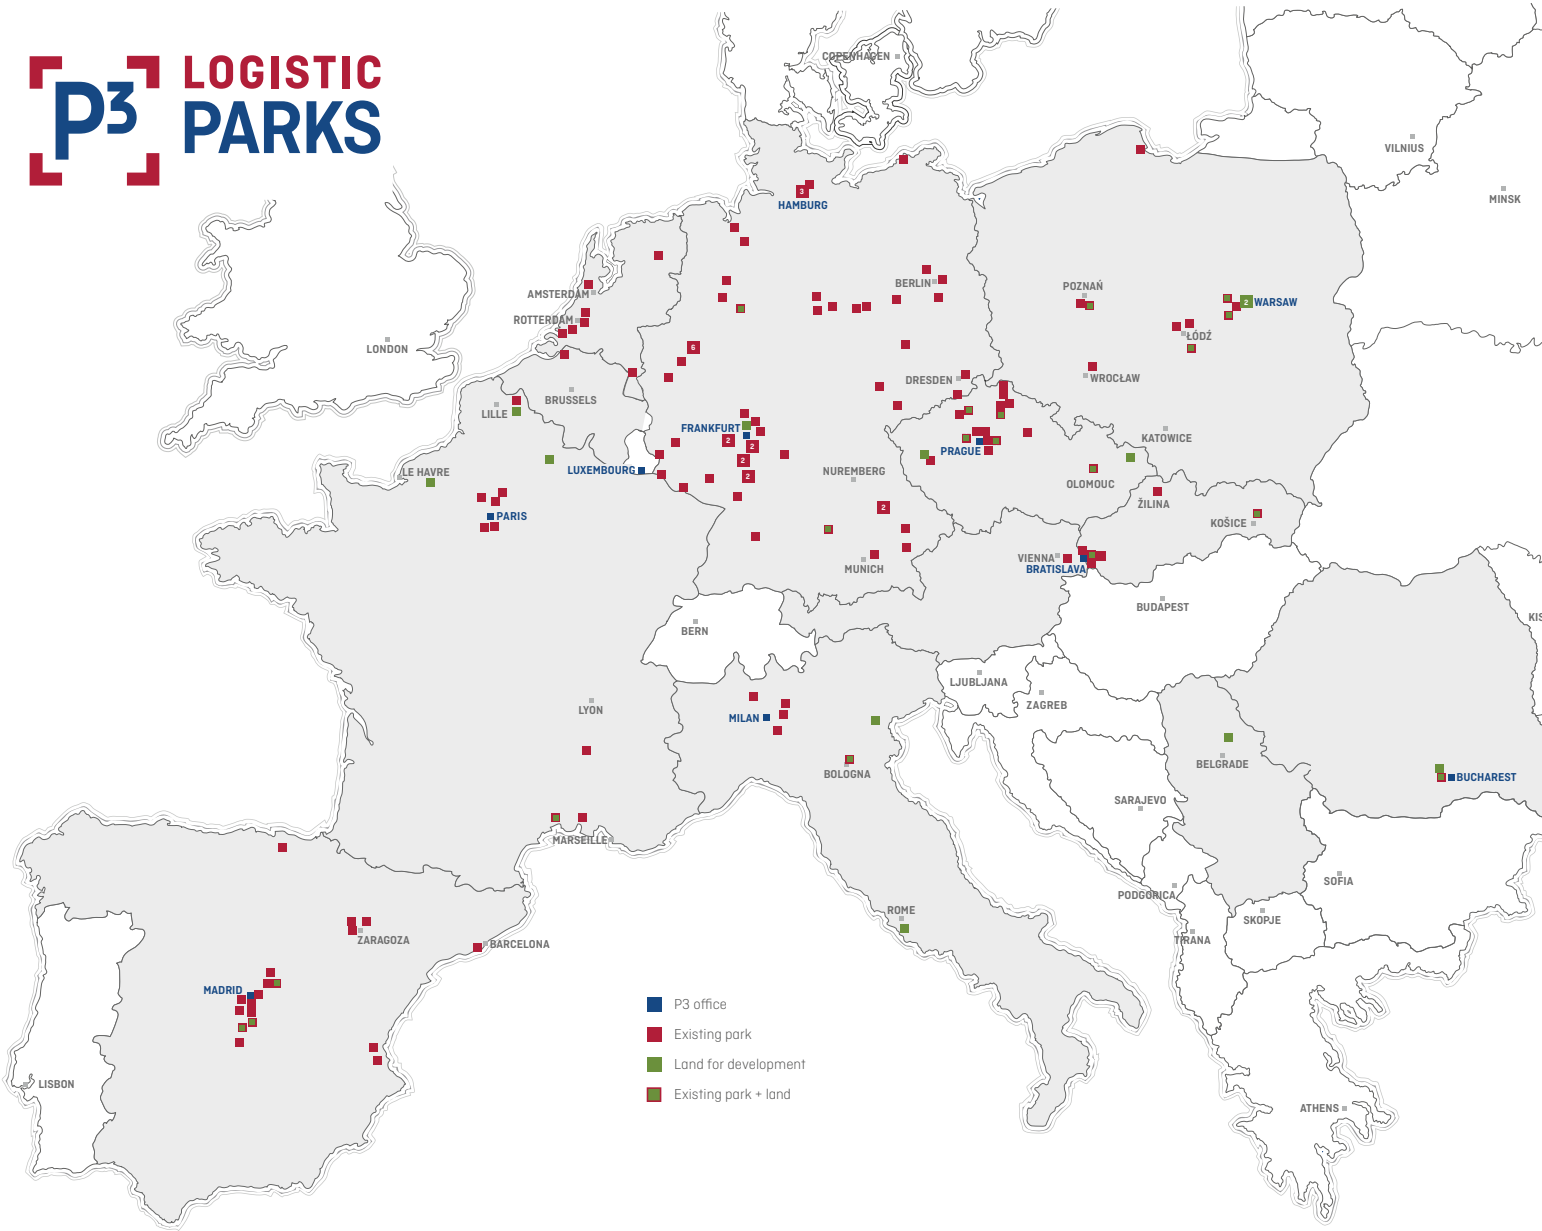 P3
LOGISTIC
PARKS
COPENHAGEN
VILNIUS
MINSK
3
HAMBURG
BERLIN
POZNAŃ
AMSTERDAM
2
WARSAW
ROTTERDAM
ŁÓDŹ
LONDON
6
DRESDEN
WROCŁAW
BRUSSELS
LILLE
FRANKFURT
2
2
2
2
PRAGUE
KATOWICE
LE HAVRE
LUXEMBOURG
NUREMBERG
OLOMOUC
2
ŽILINA
PARIS
KOŠICE
VIENNA
MUNICH
BRATISLAVA
BUDAPEST
KIS
BERN
LJUBLJANA
ZAGREB
LYON
MILAN
BELGRADE
BOLOGNA
BUCHAREST
SARAJEVO
MARSEILLE
SOFIA
PODGORICA
ROME
SKOPJE
ZARAGOZA
BARCELONA
TIRANA
MADRID
P3 office
Existing park
Land for development
Existing park + land
LISBON
ATHENS